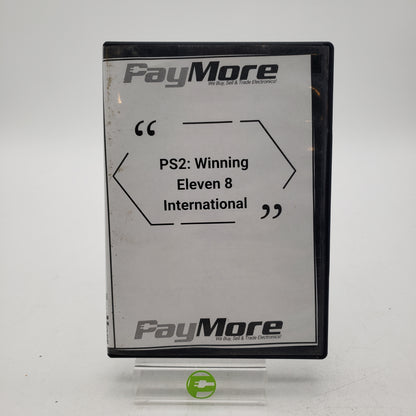 PayMore
We Buy, Sell & Trade Electronics!
“
PS2: Winning
Eleven 8
International
”
PayMore
We Buy, Sell & Trade Electronics!